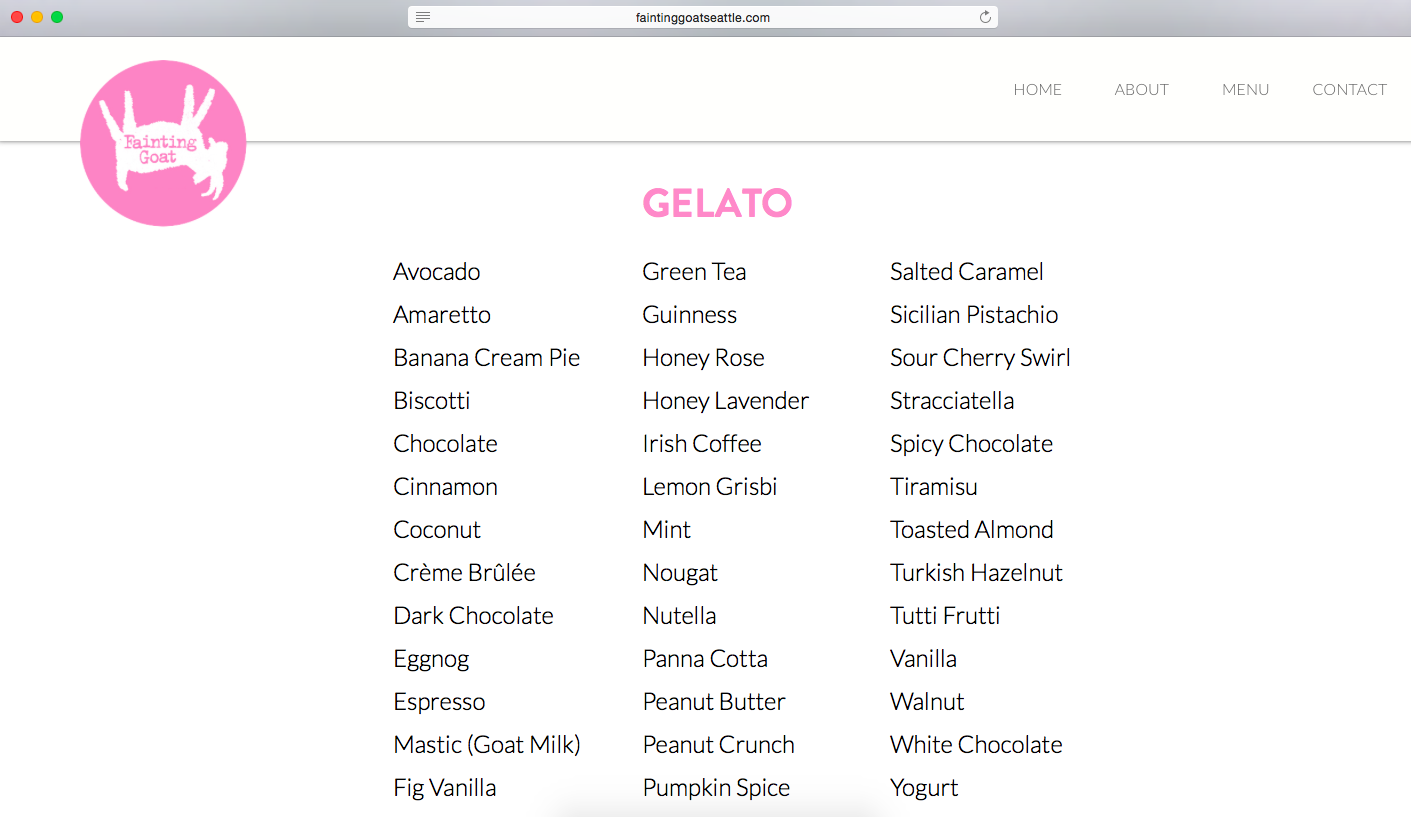 faintinggoatseattle.com
HOME ABOUT MENU CONTACT
Fainting
Goat
GELATO
Avocado
Amaretto
Banana Cream Pie
Biscotti
Chocolate
Cinnamon
Coconut
Crème Brûlée
Dark Chocolate
Eggnog
Espresso
Mastic (Goat Milk)
Fig Vanilla
Green Tea
Guinness
Honey Rose
Honey Lavender
Irish Coffee
Lemon Grisbi
Mint
Nougat
Nutella
Panna Cotta
Peanut Butter
Peanut Crunch
Pumpkin Spice
Salted Caramel
Sicilian Pistachio
Sour Cherry Swirl
Stracciatella
Spicy Chocolate
Tiramisu
Toasted Almond
Turkish Hazelnut
Tutti Frutti
Vanilla
Walnut
White Chocolate
Yogurt